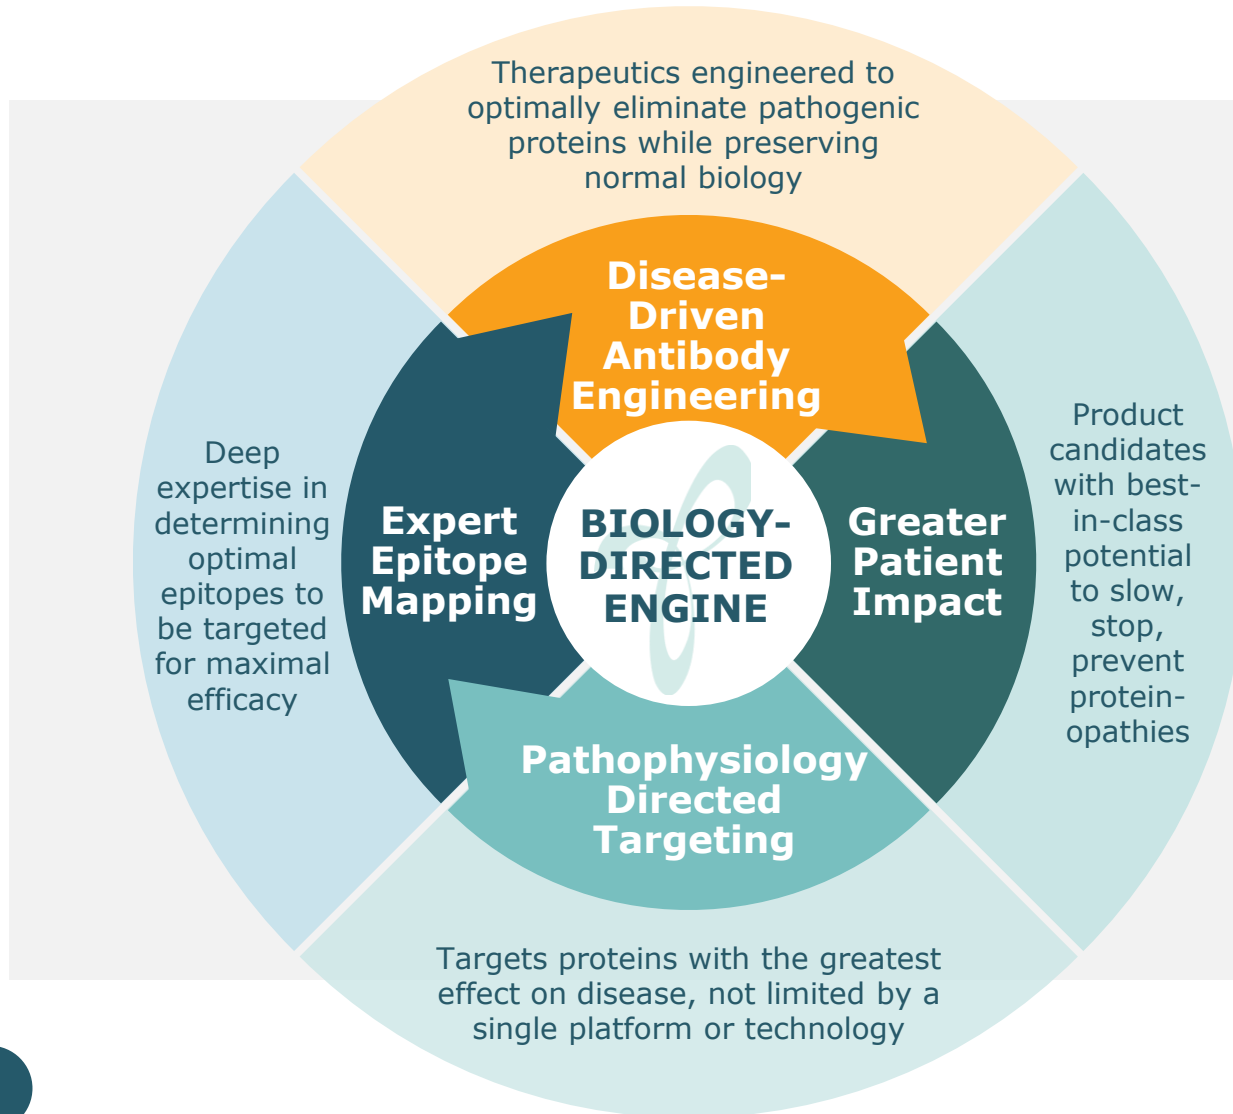 Therapeutics engineered to
optimally eliminate pathogenic
proteins while preserving
normal biology
Disease-
Driven
Antibody
Engineering
Deep
expertise in
determining
optimal
epitopes to
be targeted
for maximal
efficacy
Expert
Epitope
Mapping
BIOLOGY-
DIRECTED
ENGINE
Greater
Patient
Impact
Product
candidates
with best-
in-class
potential
to slow,
stop,
prevent
protein-
opathies
Pathophysiology
Directed
Targeting
Targets proteins with the greatest
effect on disease, not limited by a
single platform or technology